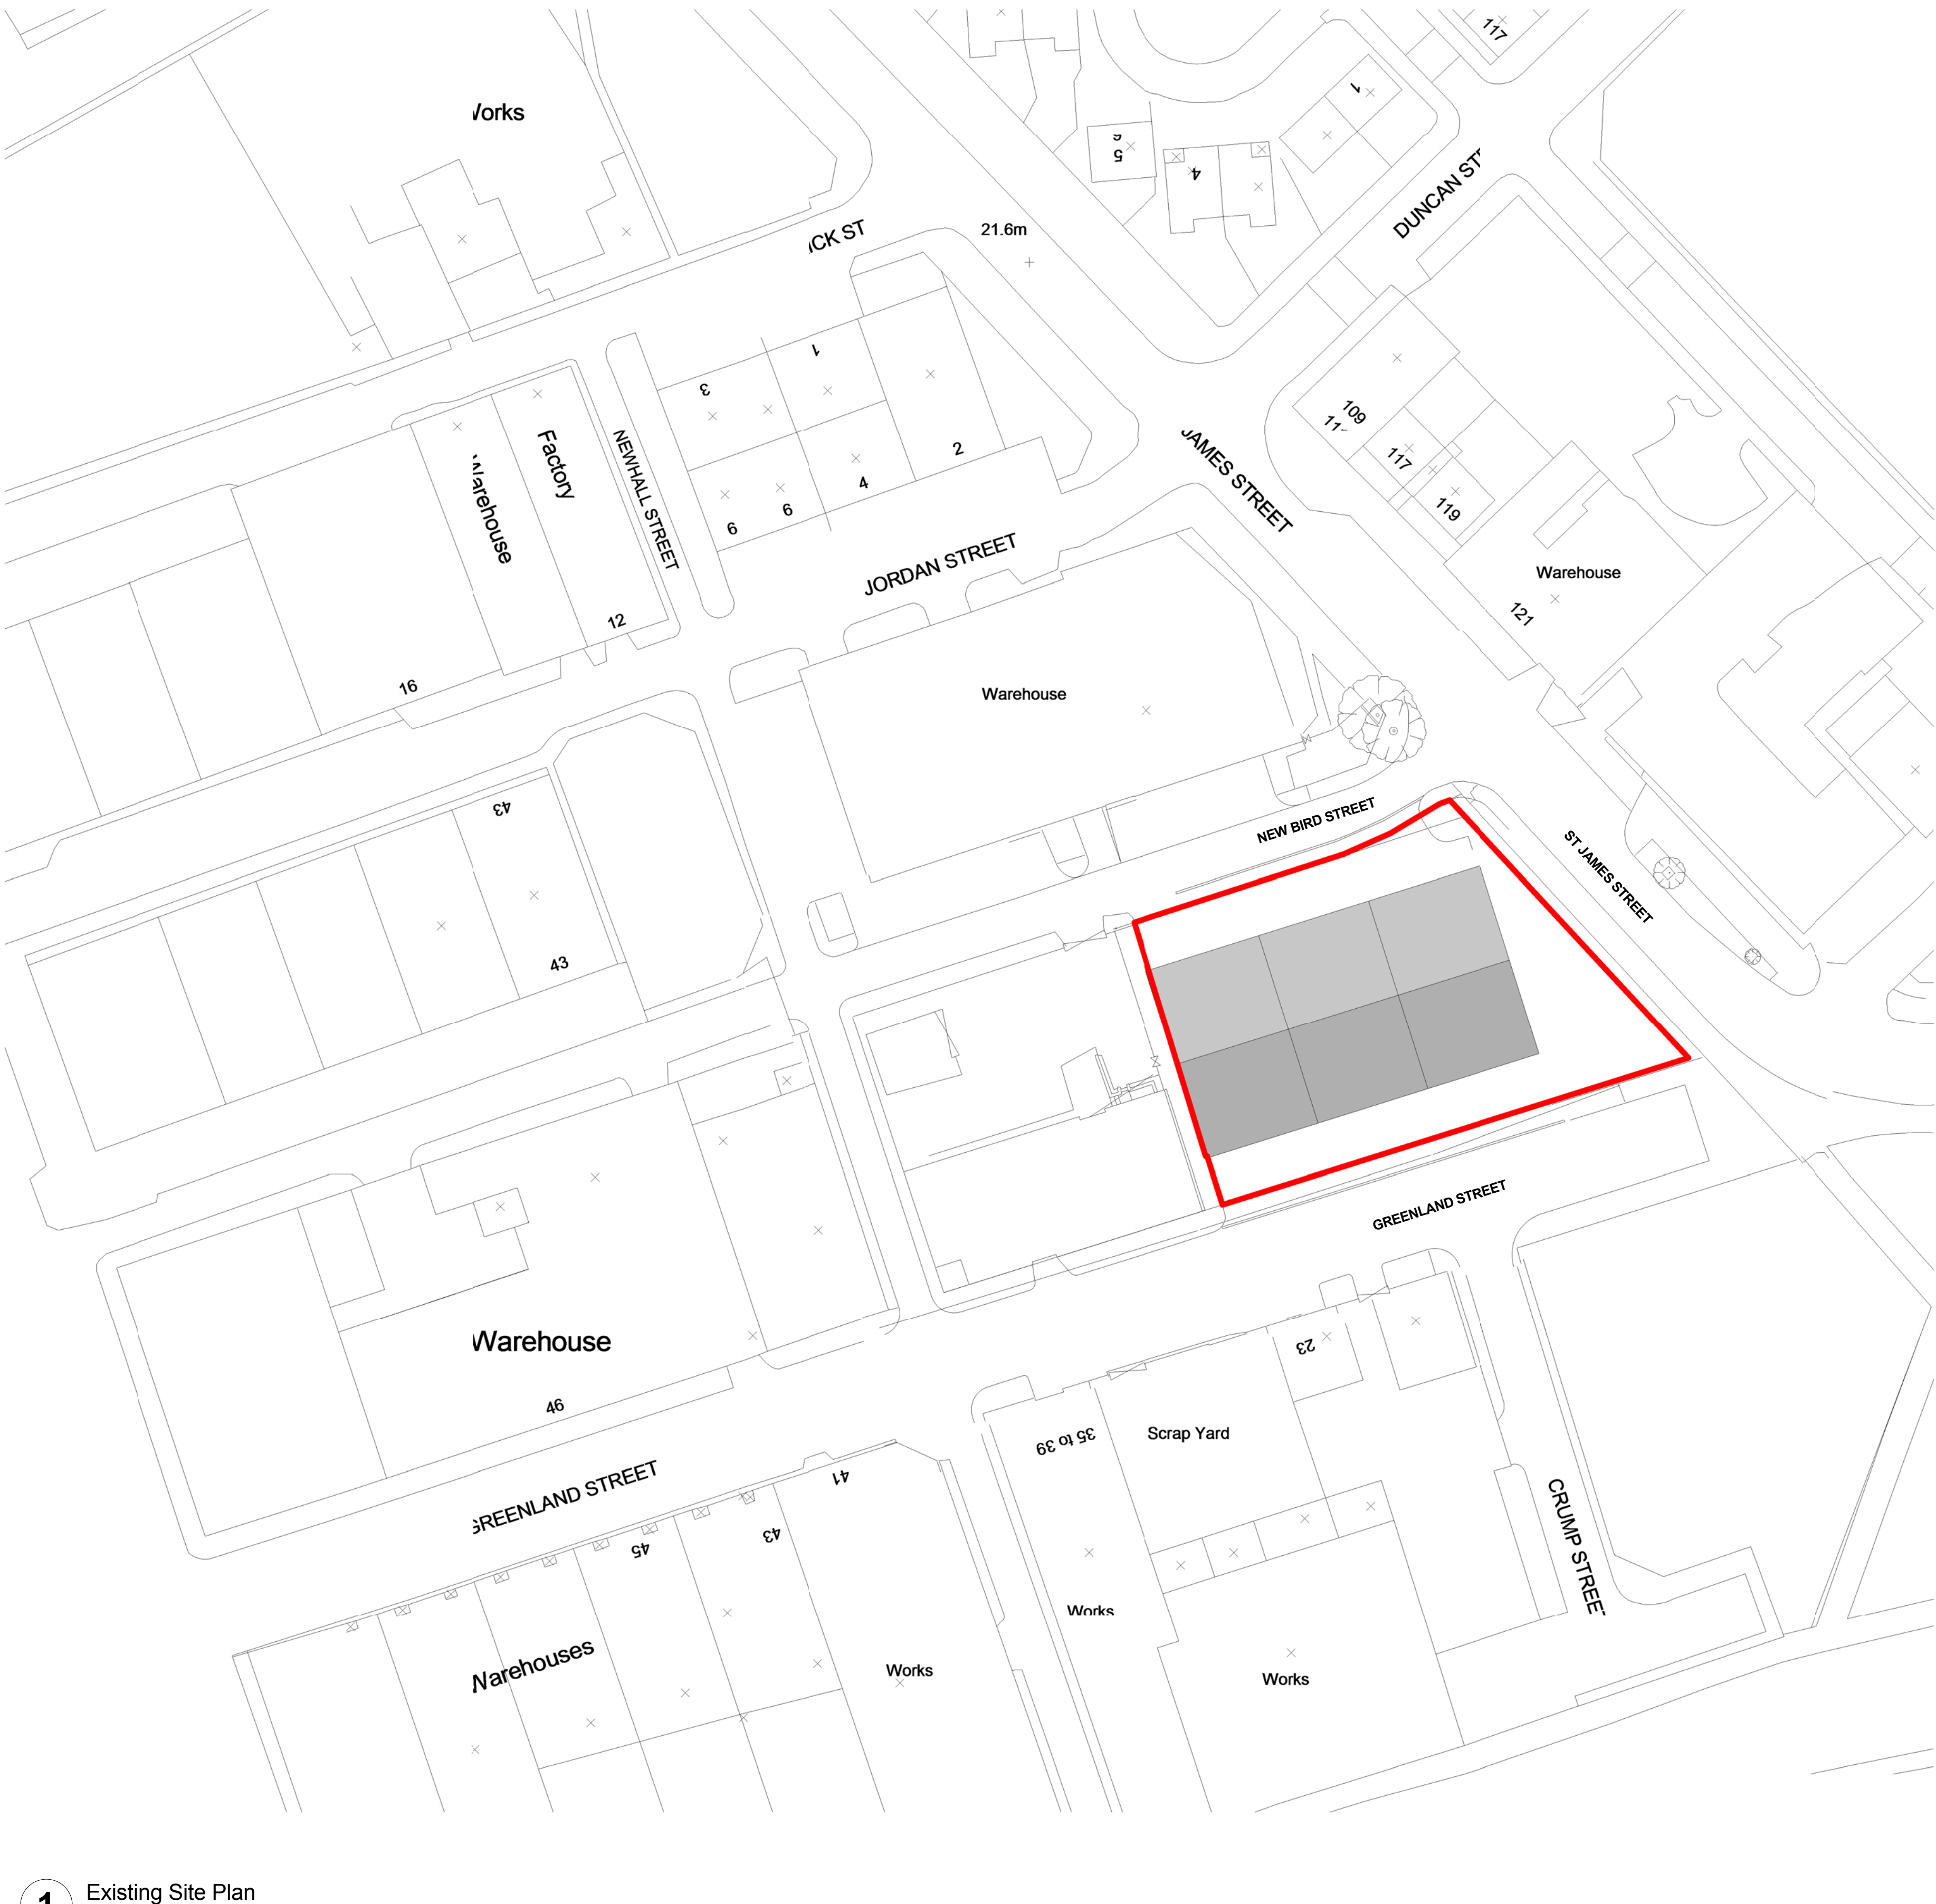 117
1
5
4
DUNCAN ST
21.6m
109
117
119
Warehouse
121
JAMES STREET
3
1
2
4
6
6
Factory
Warehouse
NEWHALL STREET
12
16
JORDAN STREET
Warehouse
NEW BIRD STREET
ST JAMES STREET
43
43
GREENLAND STREET
Warehouse
46
GREENLAND STREET
23
35 to 39
Scrap Yard
41
43
45
CRUMP STREET
Works
Warehouses
Works
Works
1
Existing Site Plan